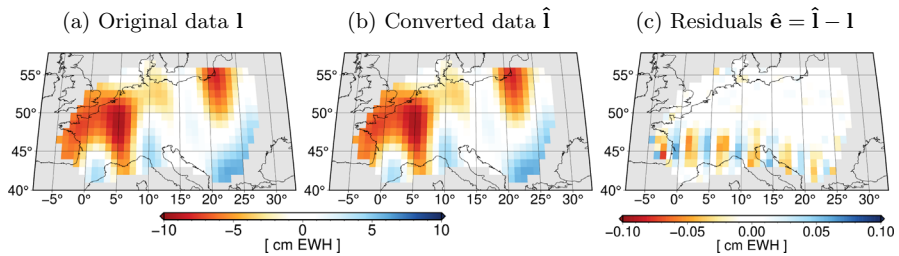 (a) Original data l
(b) Converted data l̂
(c) Residuals ê = l̂ − l
55° 50° 45° 40°
−5° 0° 5° 10° 15° 20° 25° 30°
55° 50° 45° 40°
−5° 0° 5° 10° 15° 20° 25° 30°
55° 50° 45° 40°
−5° 0° 5° 10° 15° 20° 25° 30°
−10 −5 0 5 10
[ cm EWH ]
−0.10 −0.05 0.00 0.05 0.10
[ cm EWH ]